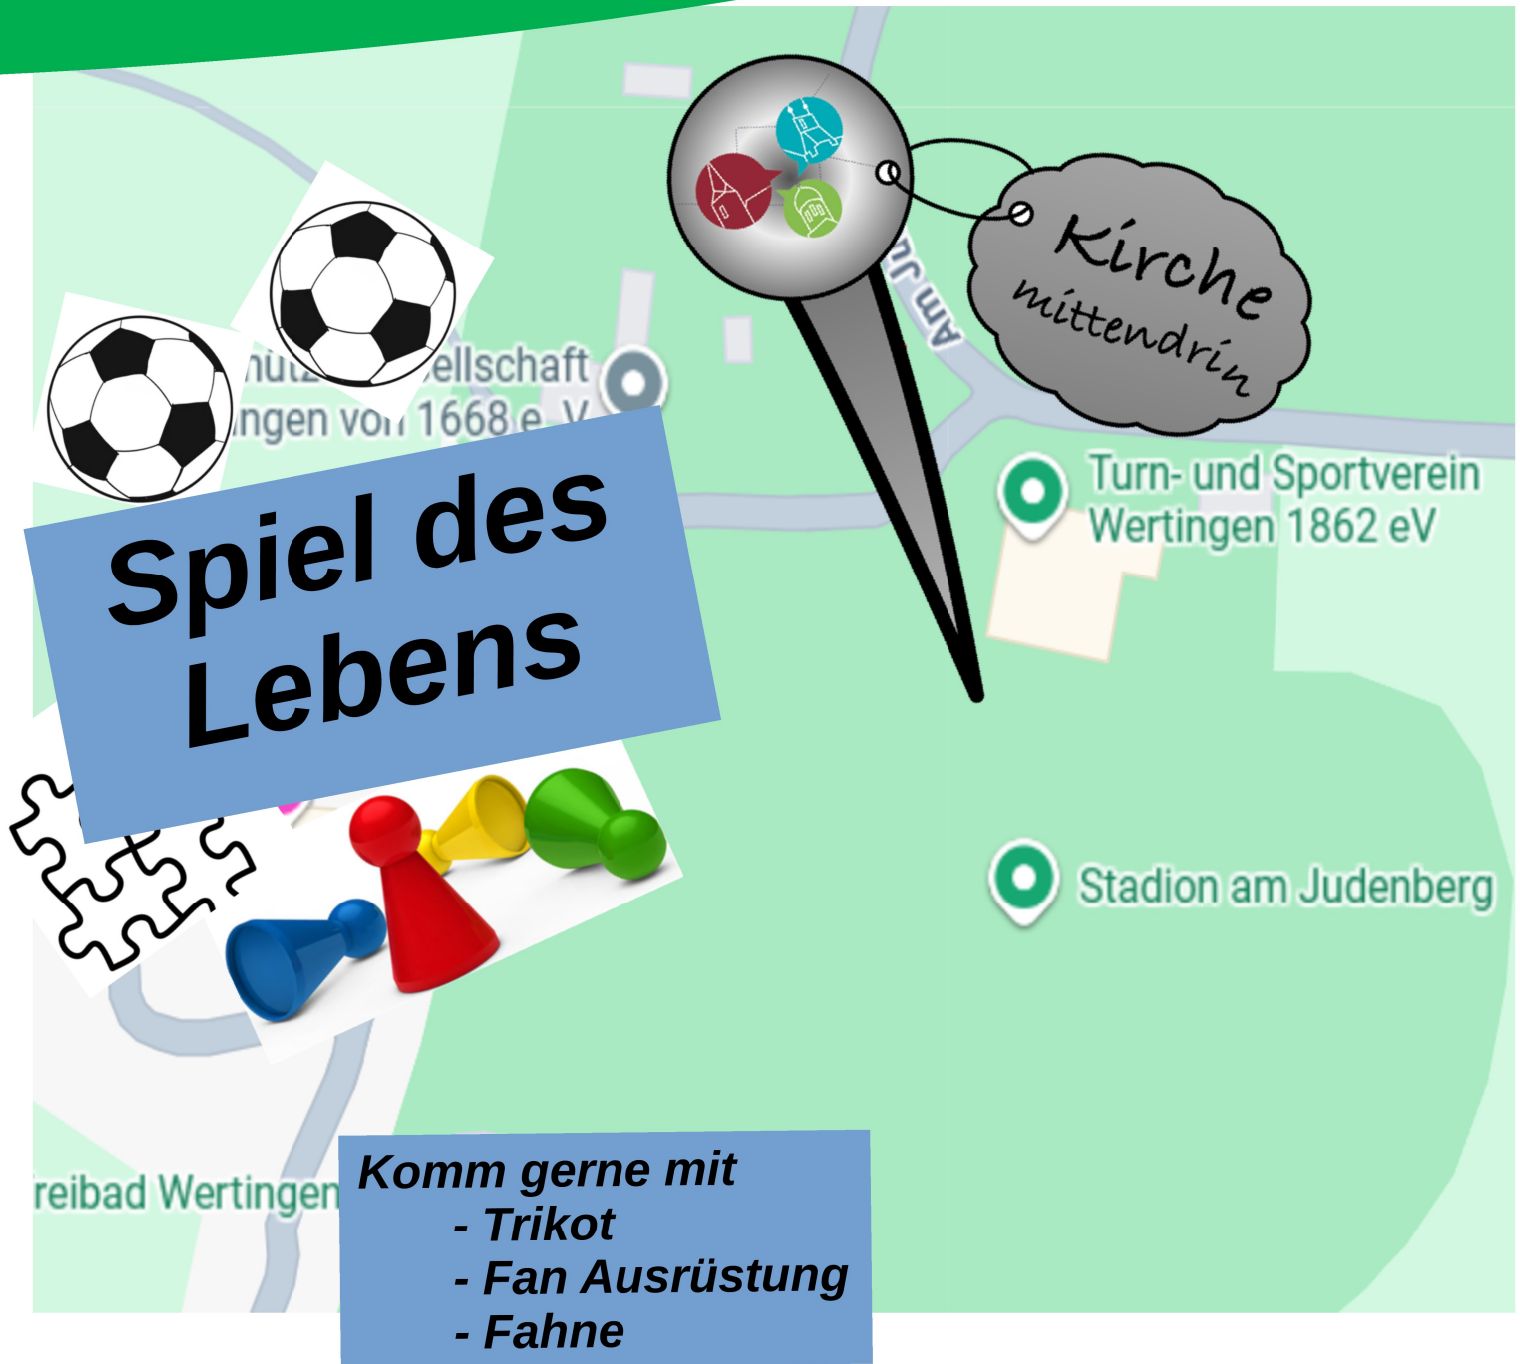 Am Ju
Kirche
mittendrin
ellschaft
ngen von 1668 e. V
Spiel des
Lebens
Turn- und Sportverein
Wertingen 1862 eV
Stadion am Judenberg
reibad Wertingen
Komm gerne mit
- Trikot
- Fan Ausrüstung
- Fahne